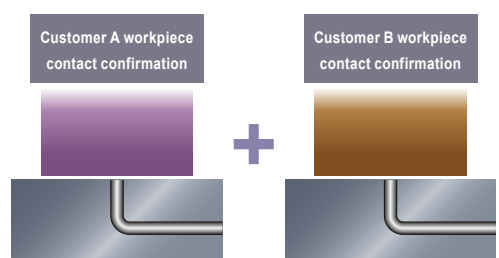 Customer A workpiece
contact confirmation
Customer B workpiece
contact confirmation